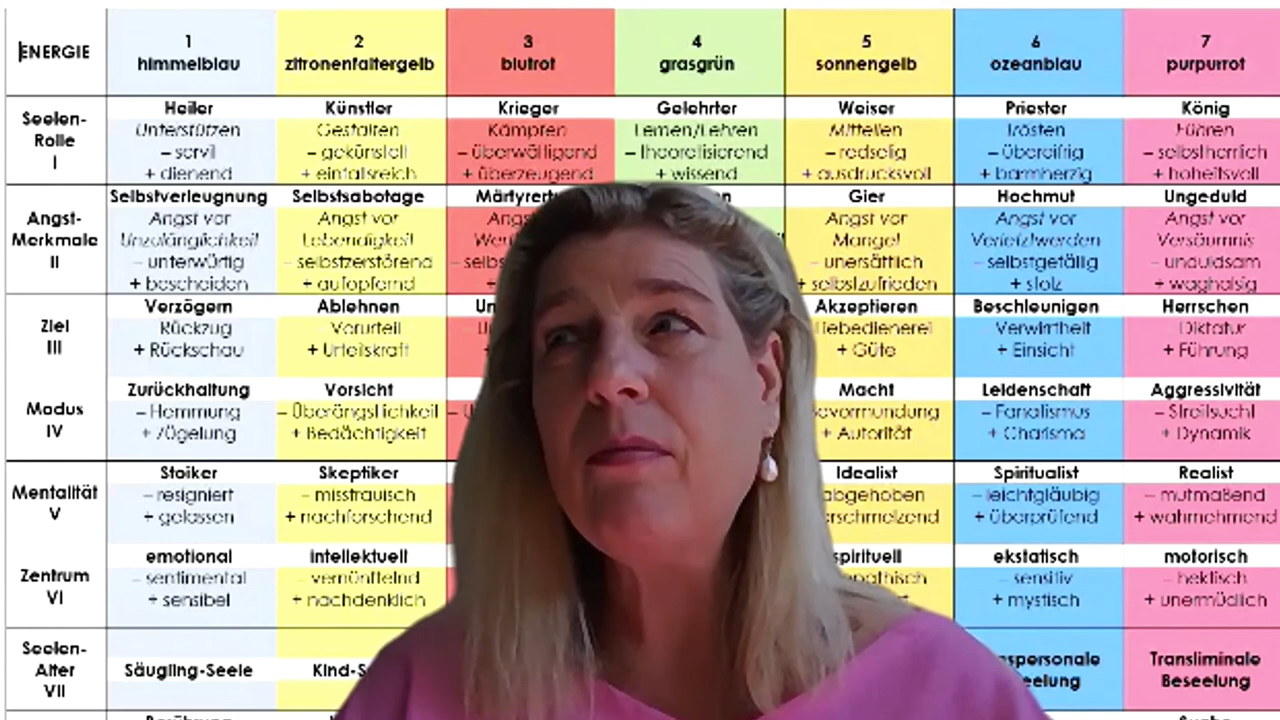 ENERGIE
1 2 3 4 5 6 7
himmelblau zitronenfaltergelb blutrot grasgrün sonnengelb ozeanblau purpurrot
Seelen-Rolle I
Heiler Künstler Krieger Gelehrter Weiser Priester König
Unterstützen Gestalten Kämpfen Lernen/Lehren Mitteilen Trösten Führen
– servil – gekünstelt – überwältigend – theoretisierend – redselig – übereifrig – selbstherrlich
+ dienend + einfallsreich + überzeugend + wissend + ausdrucksvoll + barmherzig + hoheitsvoll
Angst-Merkmale II
Selbstverleugnung Selbstsabotage Gier Hochmut Ungeduld
Angst vor Angst vor Angst vor Angst vor Angst vor
Unzulänglichkeit Lebendigkeit Mangel Verletztwerden Versäumnis
– unterwürfig – selbstzerstörend – unersättlich – selbstgefällig – unduldsam
+ bescheiden + aufopfernd + selbstzufrieden + stolz + waghalsig
Ziel III
Verzögern Ablehnen Akzeptieren Beschleunigen Herrschen
– Rückzug – Vorurteil – Verwirrtheit – Diktatur
+ Rückschau + Urteilskraft + Güte + Einsicht + Führung
Modus IV
Zurückhaltung Vorsicht Macht Leidenschaft Aggressivität
– Hemmung – Überängstlichkeit – Fanatismus – Streitsucht
+ Zügelung + Bedächtigkeit + Autorität + Charisma + Dynamik
Mentalität V
Stoiker Skeptiker Idealist Spiritualist Realist
– resigniert – misstrauisch abgehoben – leichtgläubig – mutmaßend
+ gelassen + nachforschend + überprüfend + wahrnehmend
Zentrum VI
emotional intellektuell spirituell ekstatisch motorisch
– sentimental – vernünftelnd – sensitiv – hektisch
+ sensibel + nachdenklich + mystisch + unermüdlich
Seelen-Alter VII
Säugling-Seele Transliminale
Beseelung